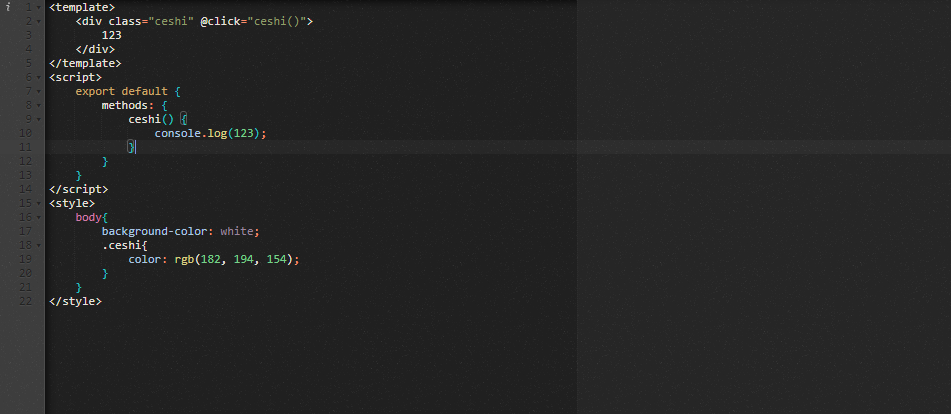 i 1 <template>
2 <div class="ceshi" @click="ceshi()">
3 123
4 </div>
5 </template>
6 <script>
7 export default {
8 methods: {
9 ceshi() {
10 console.log(123);
11 }
12 }
13 }
14 </script>
15 <style>
16 body{
17 background-color: white;
18 .ceshi{
19 color: rgb(182, 194, 154);
20 }
21 }
22 </style>